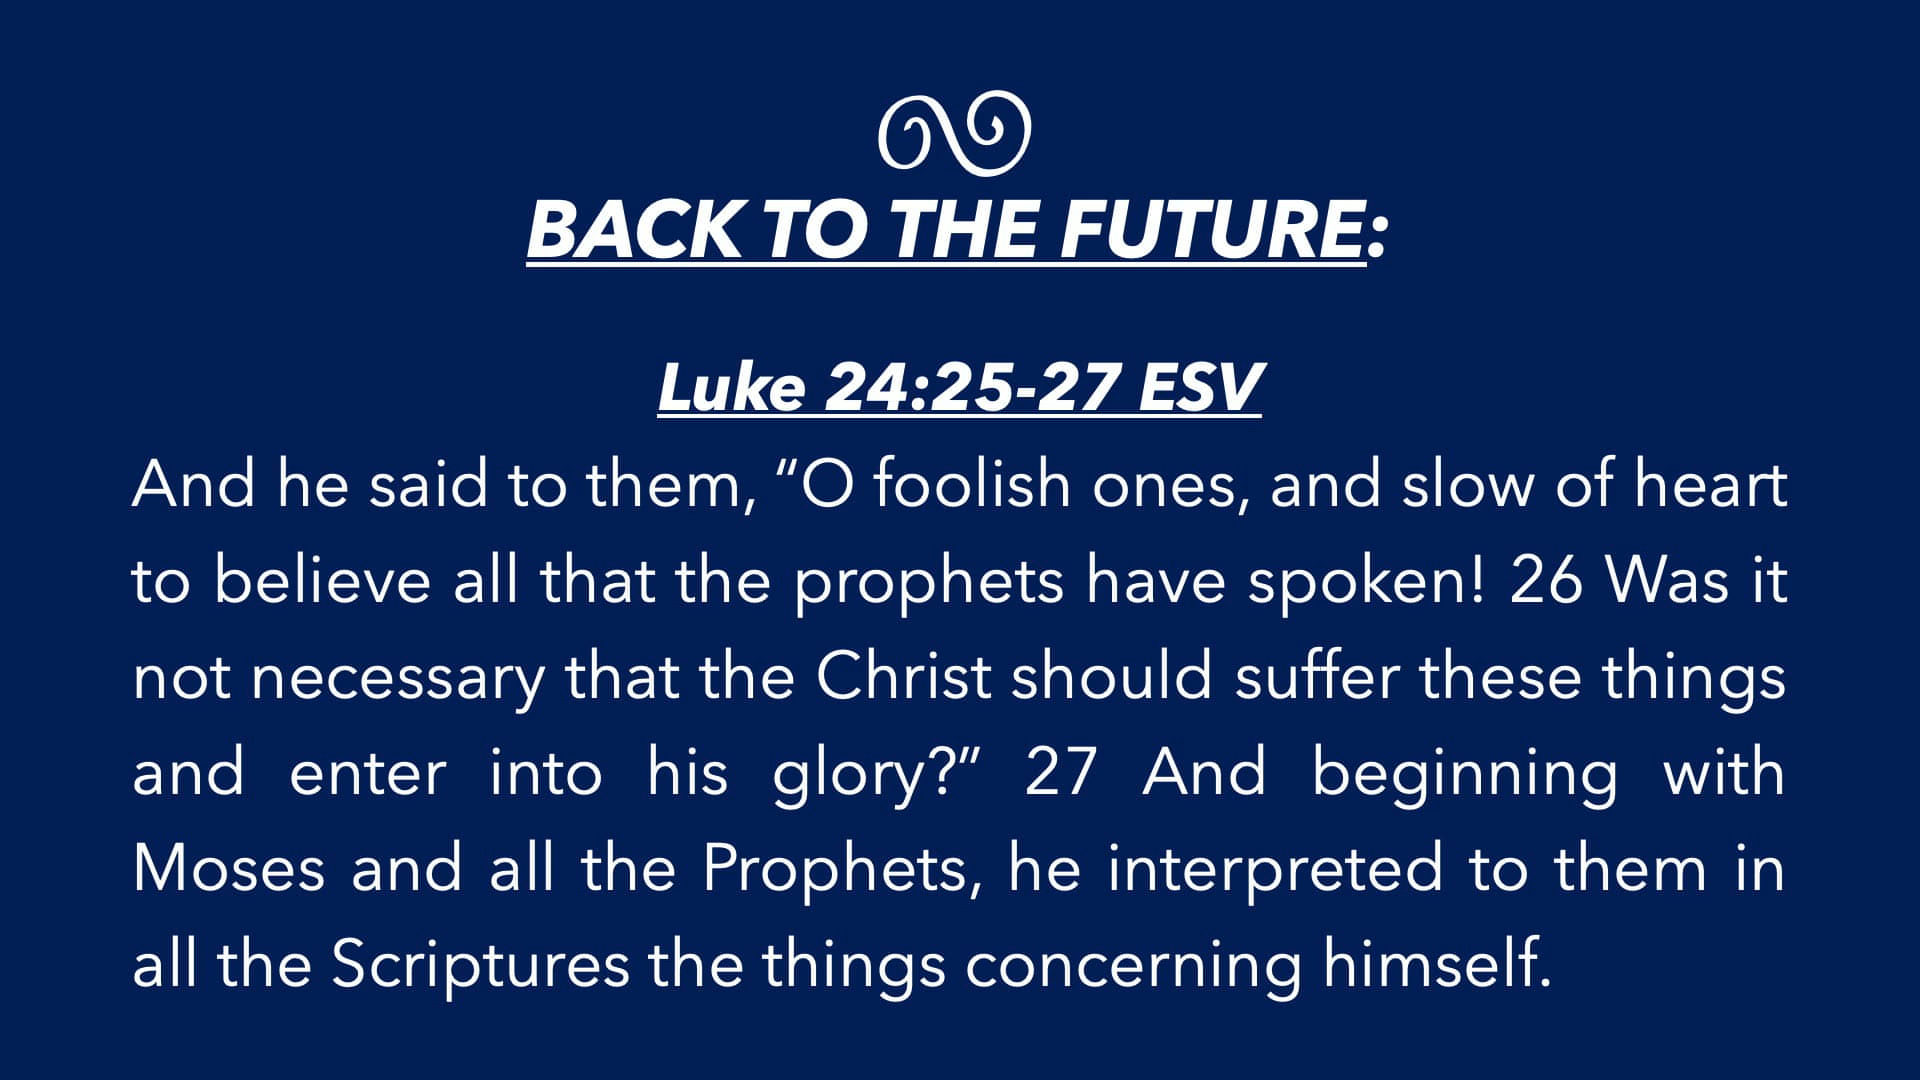 BACK TO THE FUTURE:
Luke 24:25-27 ESV
And he said to them, “O foolish ones, and slow of heart
to believe all that the prophets have spoken! 26 Was it
not necessary that the Christ should suffer these things
and enter into his glory?” 27 And beginning with
Moses and all the Prophets, he interpreted to them in
all the Scriptures the things concerning himself.